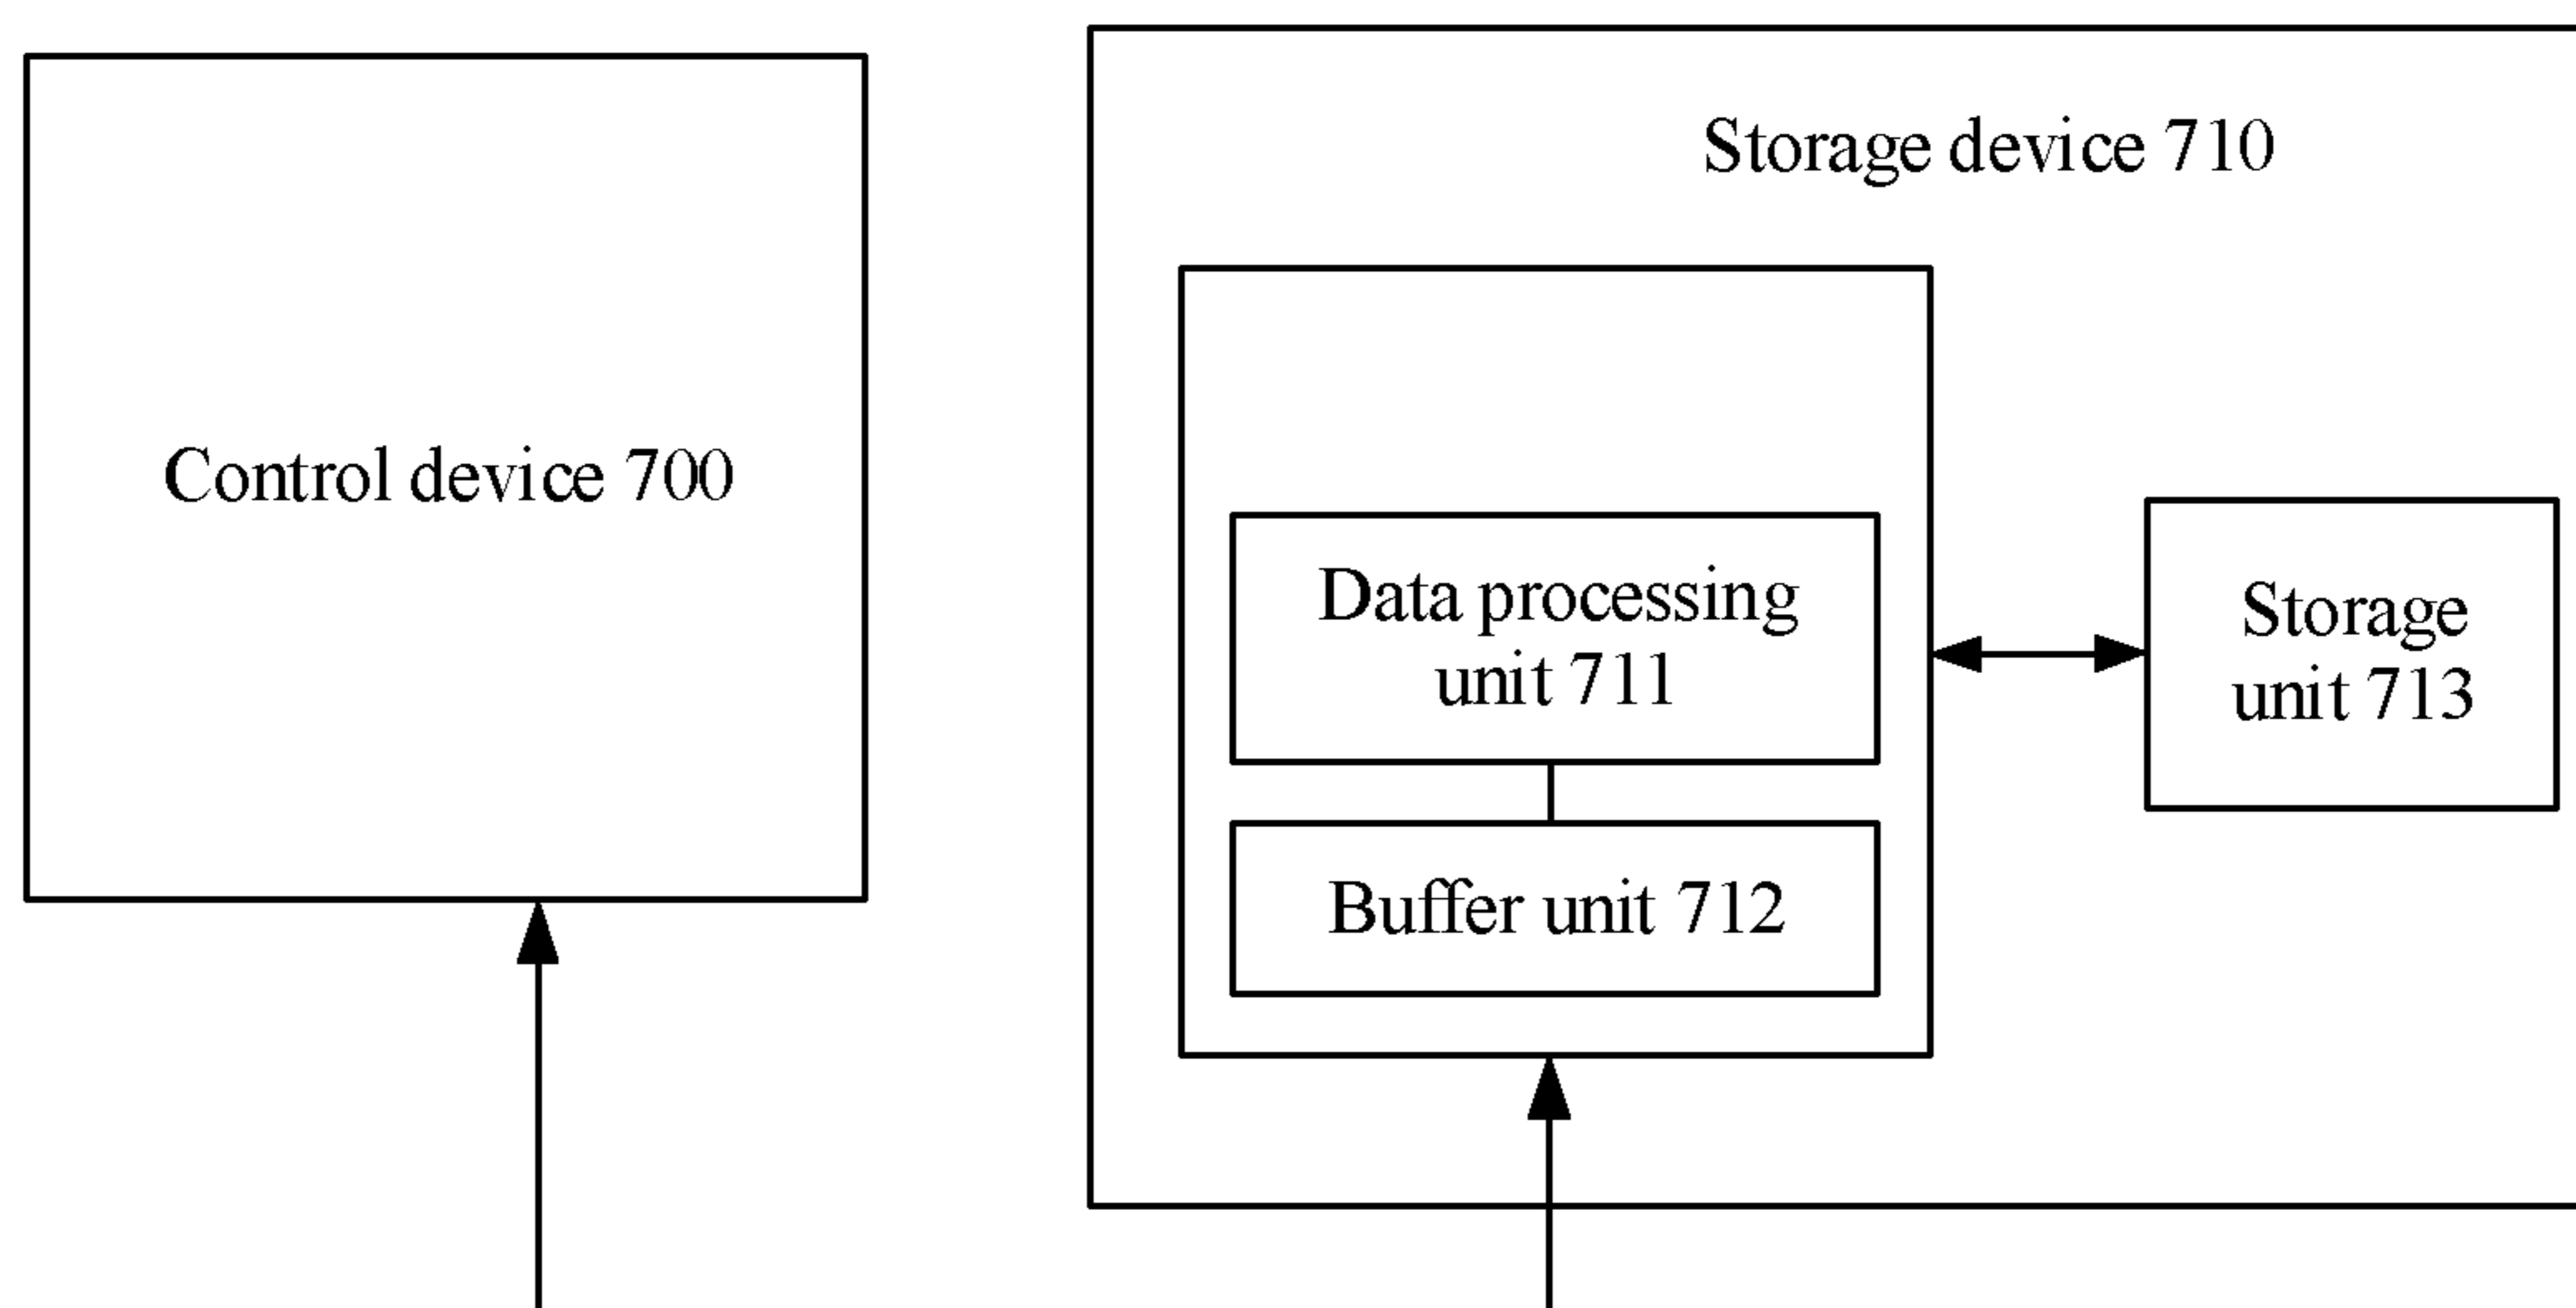 Storage device 710
Control device 700
Data processing
unit 711
Storage
unit 713
Buffer unit 712